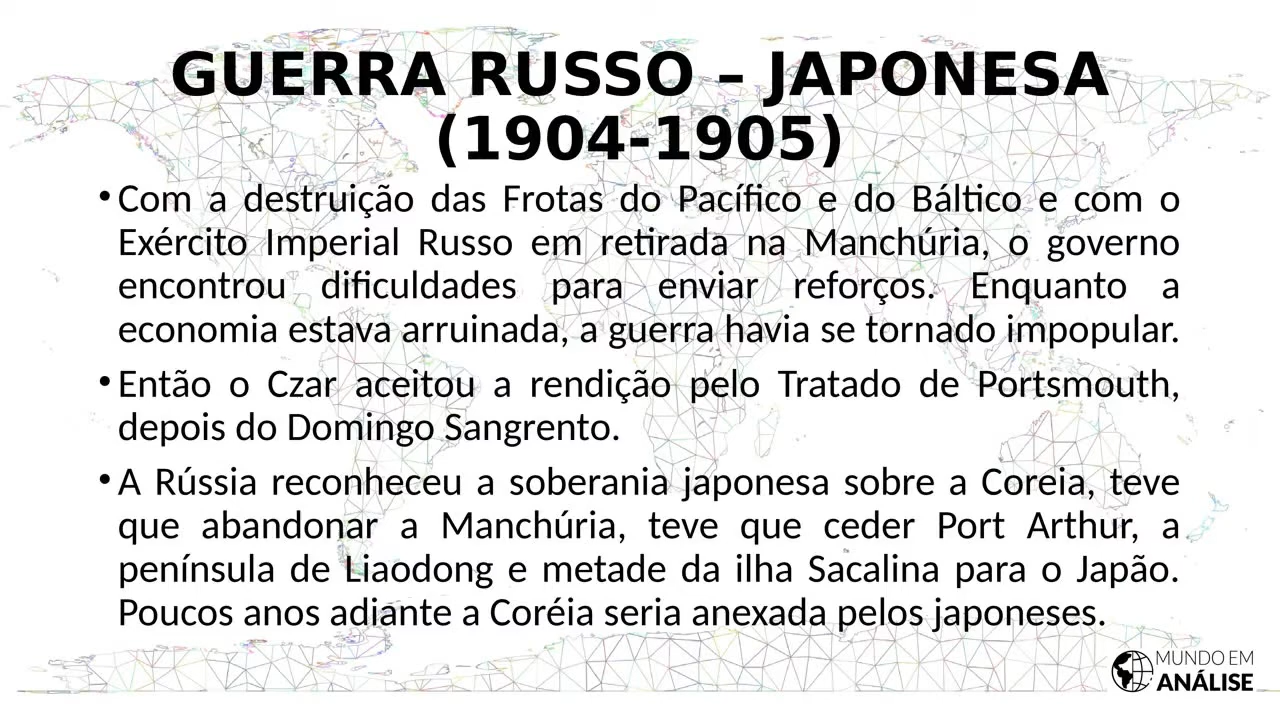 GUERRA RUSSO – JAPONESA
(1904-1905)
• Com a destruição das Frotas do Pacífico e do Báltico e com o
Exército Imperial Russo em retirada na Manchúria, o governo
encontrou dificuldades para enviar reforços. Enquanto a
economia estava arruinada, a guerra havia se tornado impopular.
• Então o Czar aceitou a rendição pelo Tratado de Portsmouth,
depois do Domingo Sangrento.
• A Rússia reconheceu a soberania japonesa sobre a Coreia, teve
que abandonar a Manchúria, teve que ceder Port Arthur, a
península de Liaodong e metade da ilha Sacalina para o Japão.
Poucos anos adiante a Coréia seria anexada pelos japoneses.
MUNDO EM
ANÁLISE